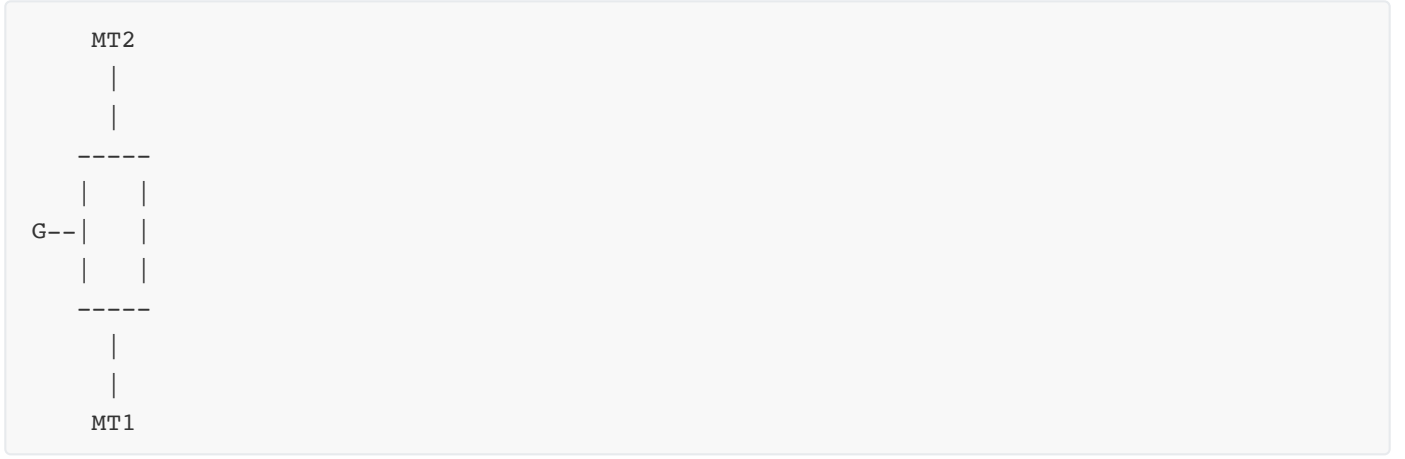 MT2
|
|
-----
|   |
G--|   |
|   |
-----
|
|
MT1